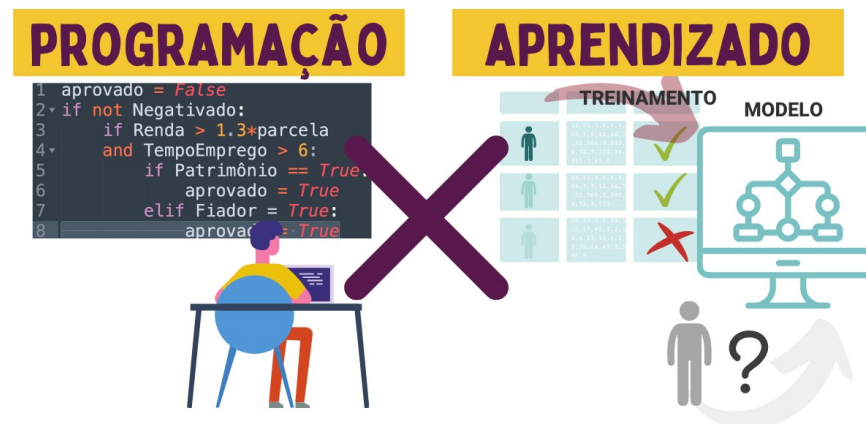 PROGRAMAÇÃO
1 aprovado = False
2 if not Negativado:
3 if Renda > 1.3*parcela
4 and TempoEmprego > 6:
5 if Patrimônio == True:
6 aprovado = True
7 elif Fiador = True:
8 aprovado = True
APRENDIZADO
TREINAMENTO
MODELO
?